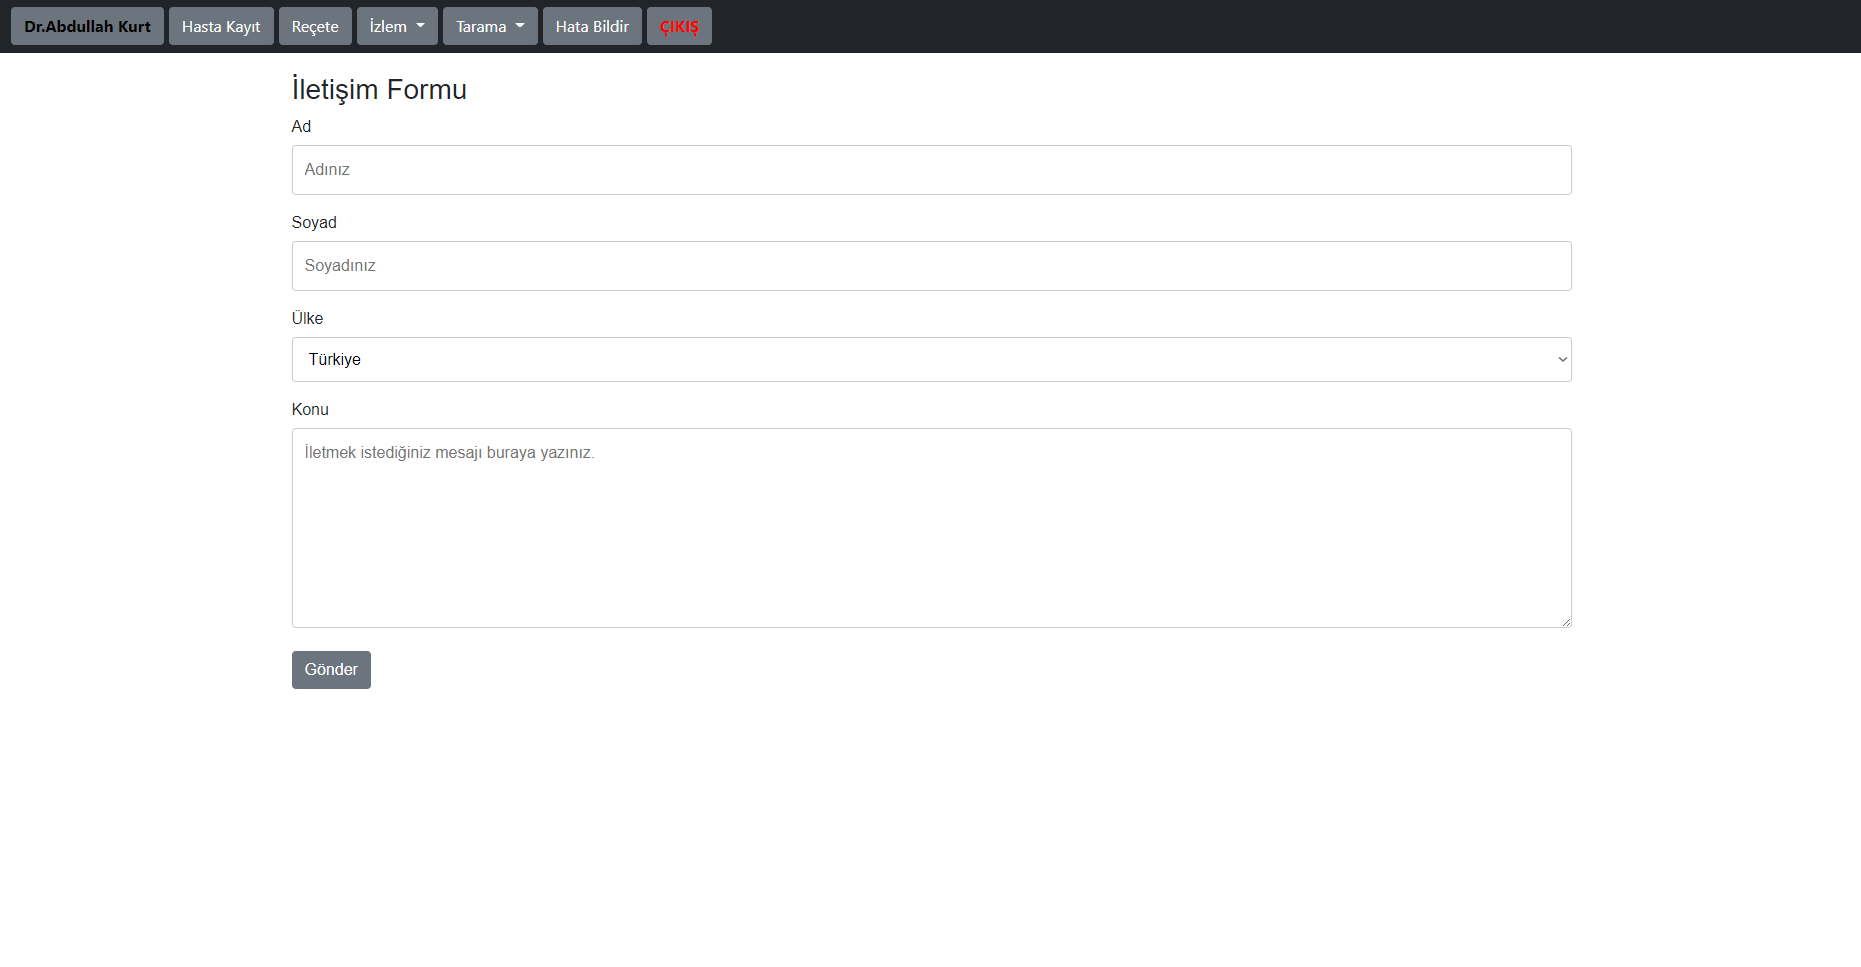 Dr.Abdullah Kurt Hasta Kayıt Reçete İzlem Tarama Hata Bildir ÇIKIŞ
İletişim Formu
Ad
Adınız
Soyad
Soyadınız
Ülke
Türkiye
Konu
İletmek istediğiniz mesajı buraya yazınız.
Gönder